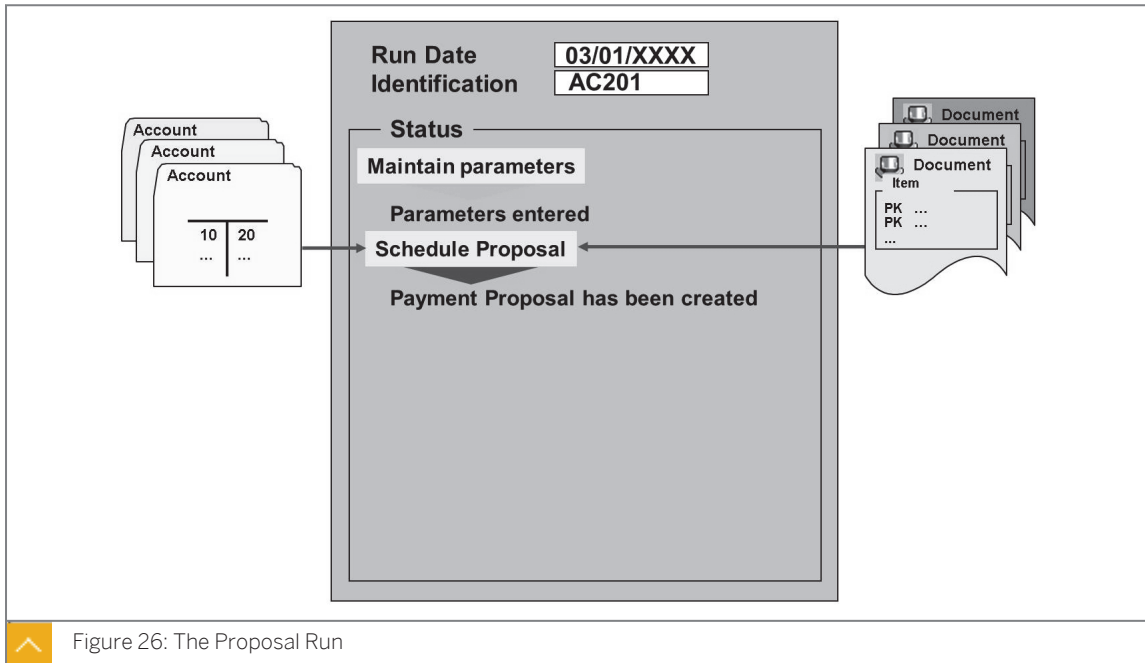 Run Date 03/01/XXXX
Identification AC201
Status
Maintain parameters
Parameters entered
Schedule Proposal
Payment Proposal has been created
Account
Account
Account
10 20
... ...
Document
Document
Document
Item
PK ...
PK ...
...
Figure 26: The Proposal Run